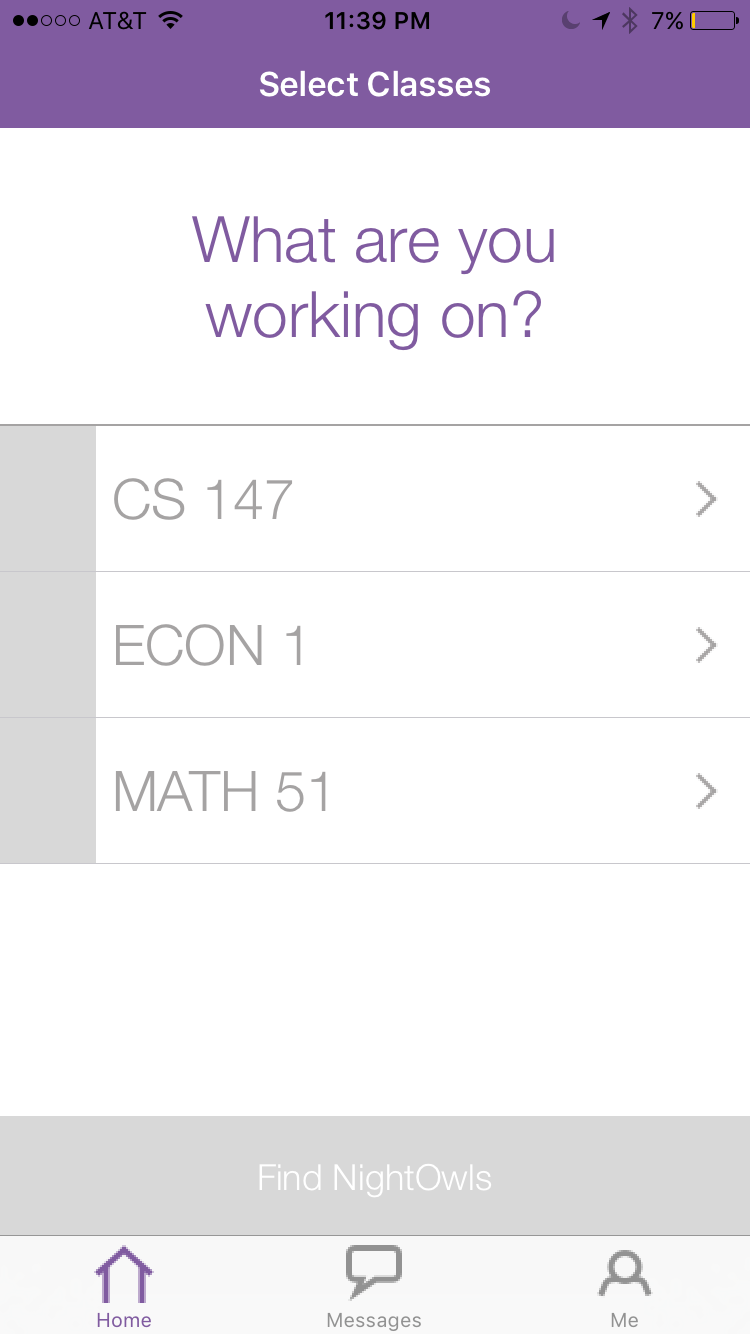 AT&T 11:39 PM 7%
Select Classes
What are you
working on?
CS 147
ECON 1
MATH 51
Find NightOwls
Home Messages Me